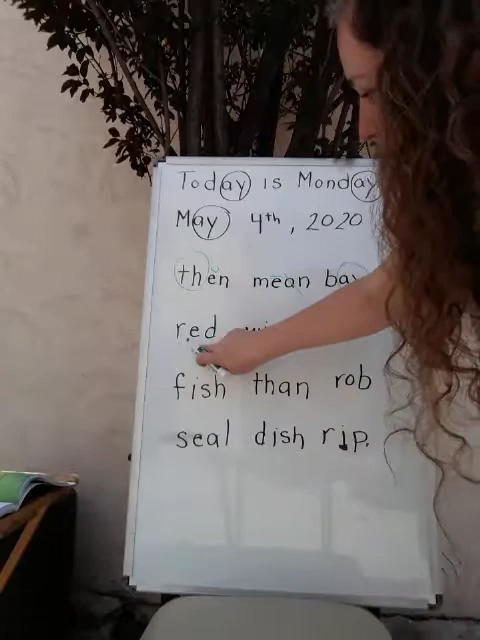 Today is Monday
May 4th, 2020
then mean bay
red
fish than rob
seal dish rip.